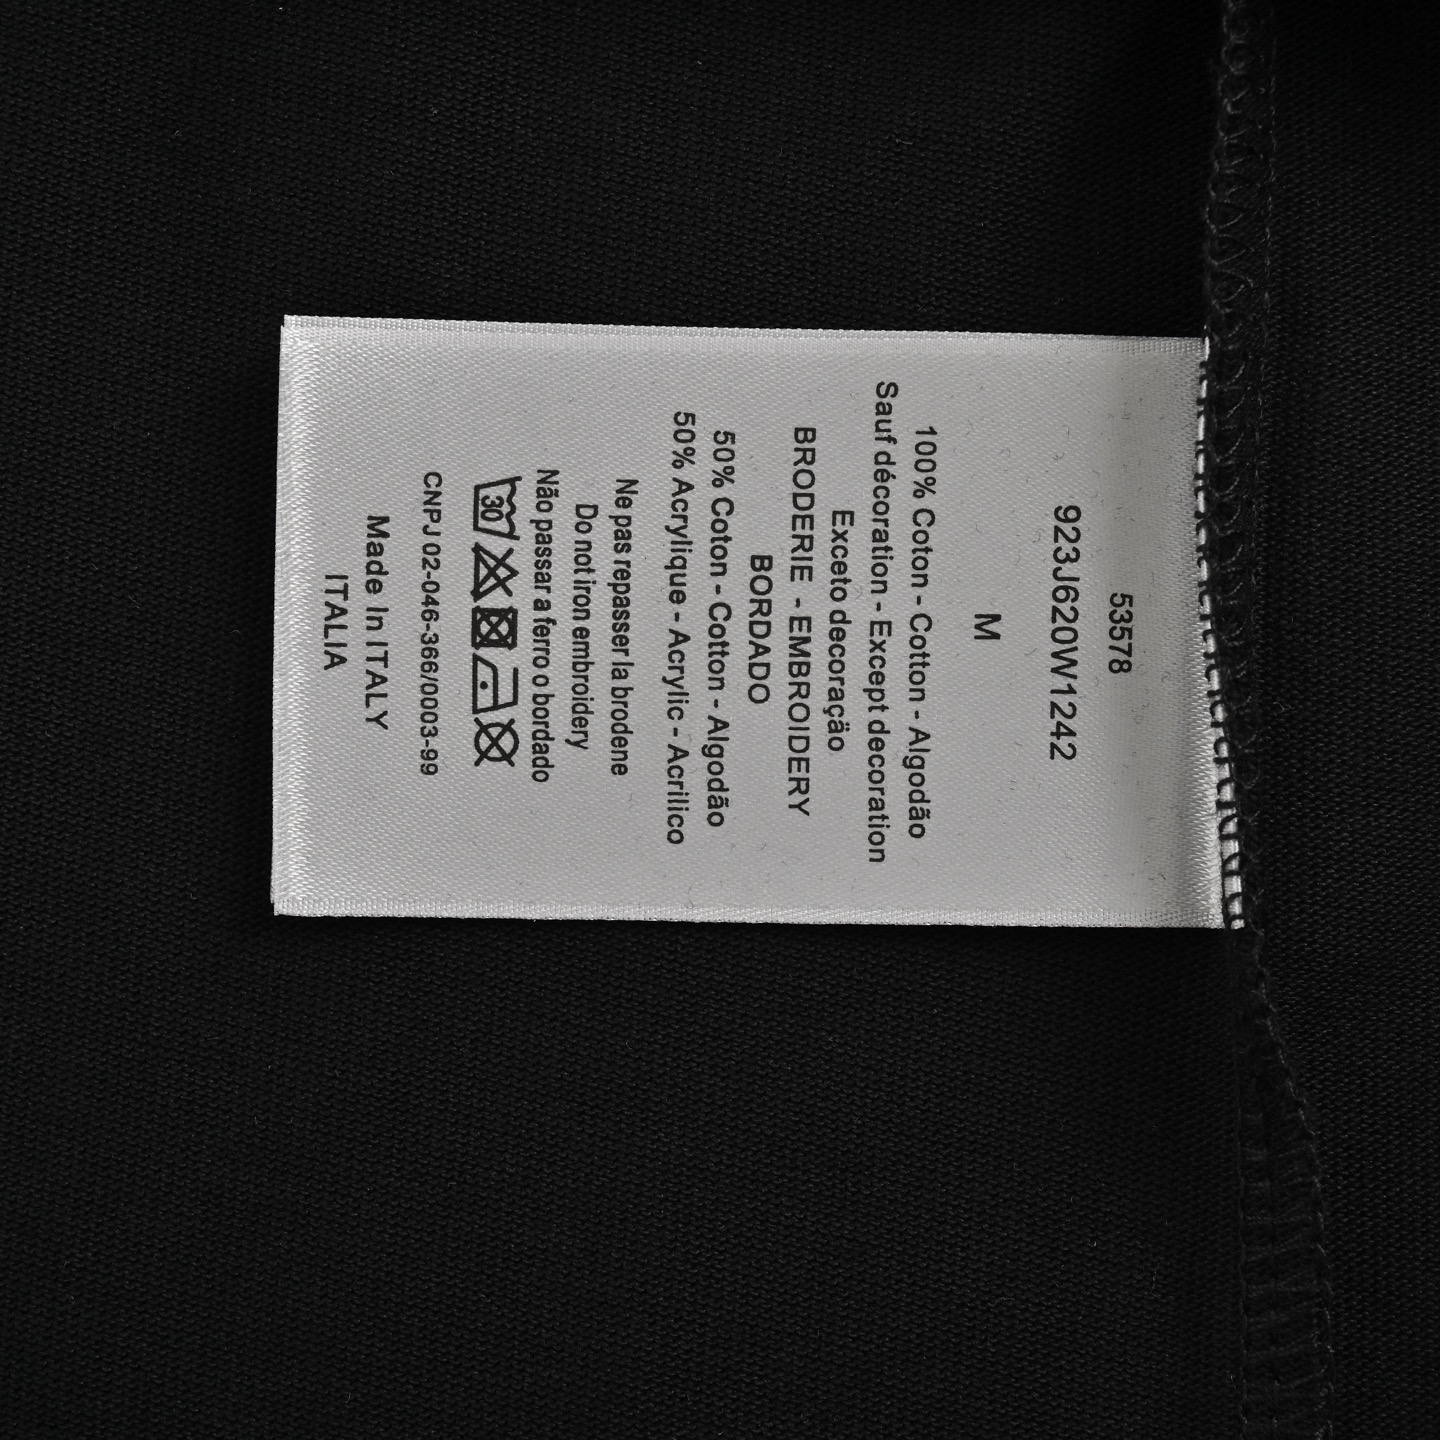 53578
923J620W1242
M
100% Coton - Cotton - Algodão
Sauf décoration - Except decoration
Exceto decoração
BRODERIE - EMBROIDERY
BORDADO
50% Coton - Cotton - Algodão
50% Acrylique - Acrylic - Acrilico
Ne pas repasser la brodene
Do not iron embroidery
Não passar a ferro o bordado
30
CNPJ 02-046-366/0003-99
Made In ITALY
ITALIA